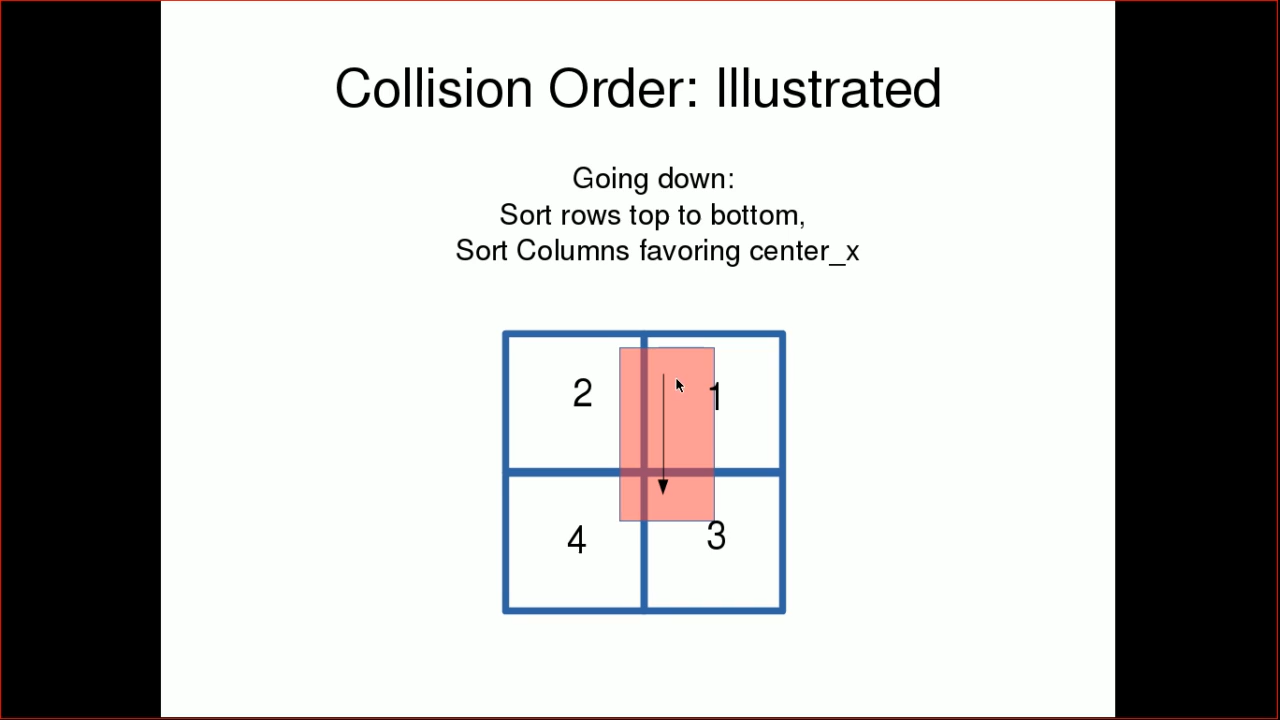 Collision Order: Illustrated
Going down:
Sort rows top to bottom,
Sort Columns favoring center_x
2 1
4 3